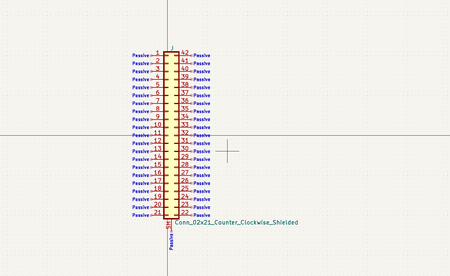 J
Passive 1 42 Passive
Passive 2 41 Passive
Passive 3 40 Passive
Passive 4 39 Passive
Passive 5 38 Passive
Passive 6 37 Passive
Passive 7 36 Passive
Passive 8 35 Passive
Passive 9 34 Passive
Passive 10 33 Passive
Passive 11 32 Passive
Passive 12 31 Passive
Passive 13 30 Passive
Passive 14 29 Passive
Passive 15 28 Passive
Passive 16 27 Passive
Passive 17 26 Passive
Passive 18 25 Passive
Passive 19 24 Passive
Passive 20 23 Passive
Passive 21 22 Passive
SH Conn_02x21_Counter_Clockwise_Shielded
Passive